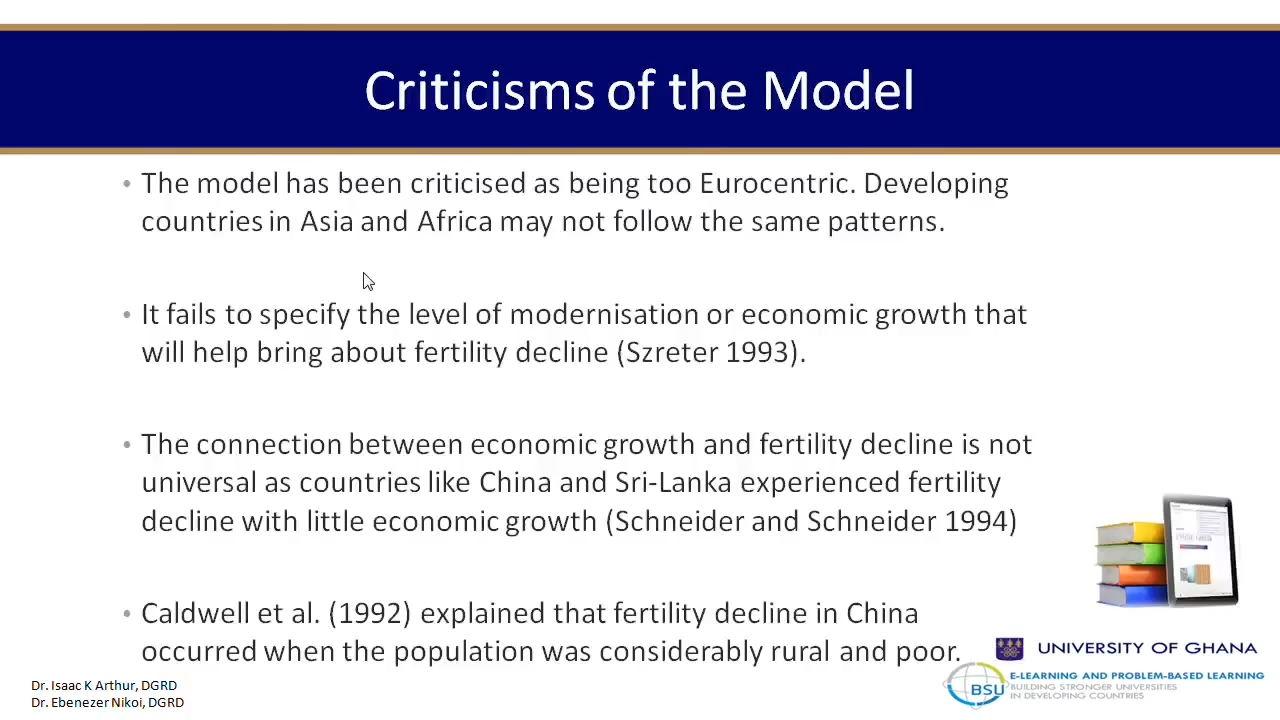 Criticisms of the Model
• The model has been criticised as being too Eurocentric. Developing
countries in Asia and Africa may not follow the same patterns.
• It fails to specify the level of modernisation or economic growth that
will help bring about fertility decline (Szreter 1993).
• The connection between economic growth and fertility decline is not
universal as countries like China and Sri-Lanka experienced fertility
decline with little economic growth (Schneider and Schneider 1994)
• Caldwell et al. (1992) explained that fertility decline in China
occurred when the population was considerably rural and poor.
Dr. Isaac K Arthur, DGRD
Dr. Ebenezer Nikoi, DGRD
UNIVERSITY OF GHANA
BSU
E-LEARNING AND PROBLEM-BASED LEARNING
BUILDING STRONGER UNIVERSITIES
IN DEVELOPING COUNTRIES